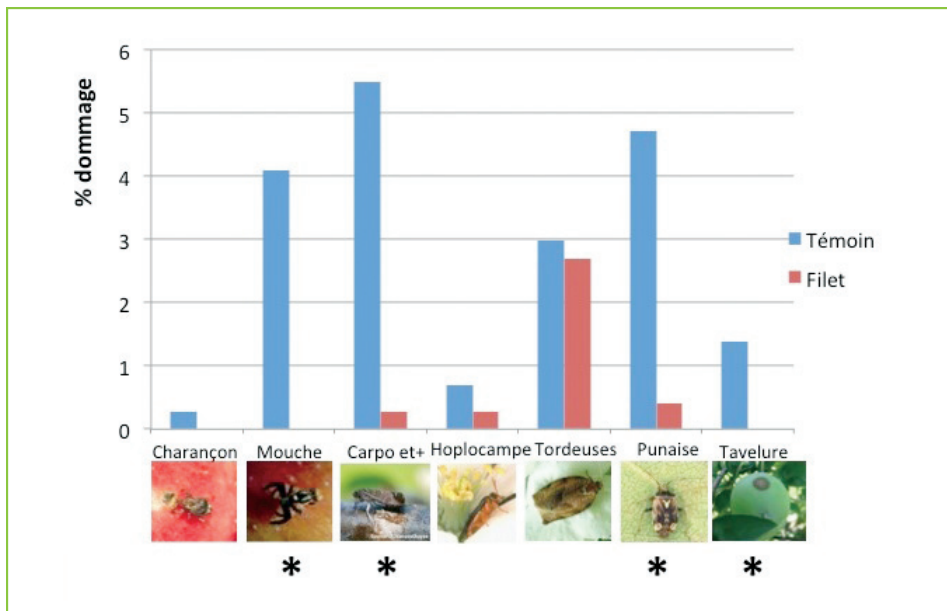 % dommage
6
5
4
3
2
1
0
Témoin
Filet
Charançon Mouche Carpo et+ Hoplocampe Tordeuses Punaise Tavelure
* * * *